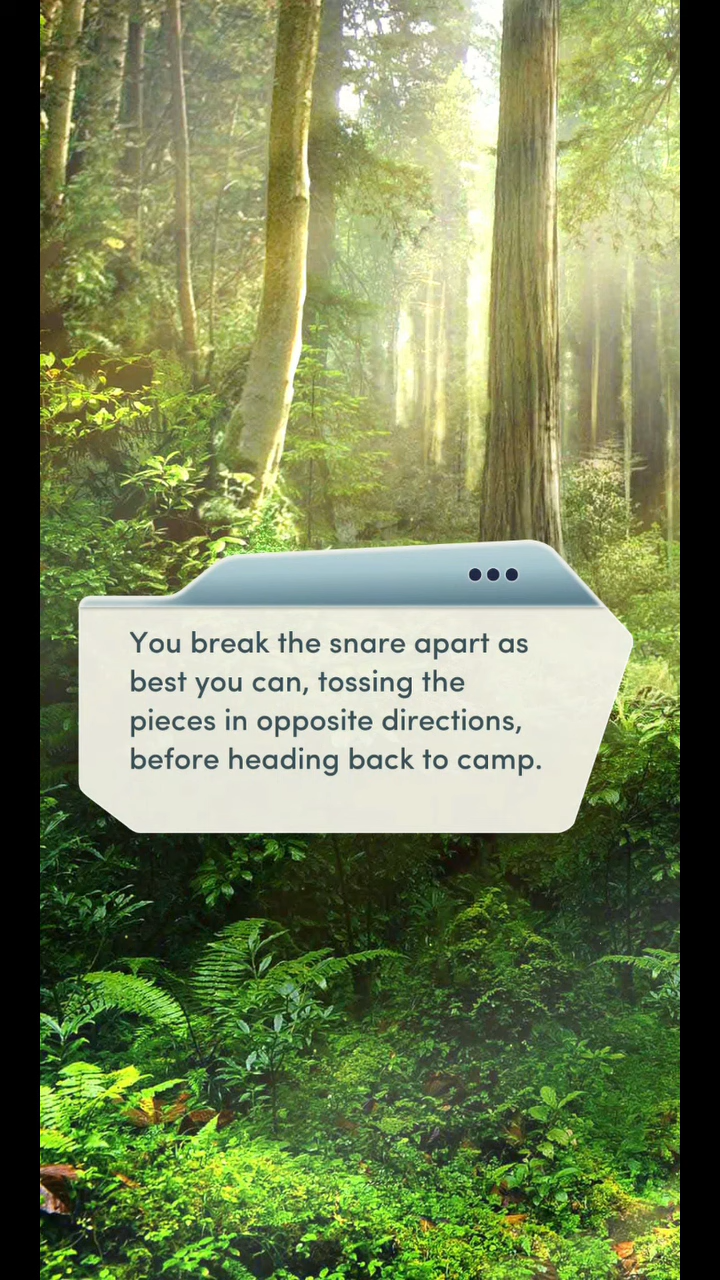 You break the snare apart as
best you can, tossing the
pieces in opposite directions,
before heading back to camp.